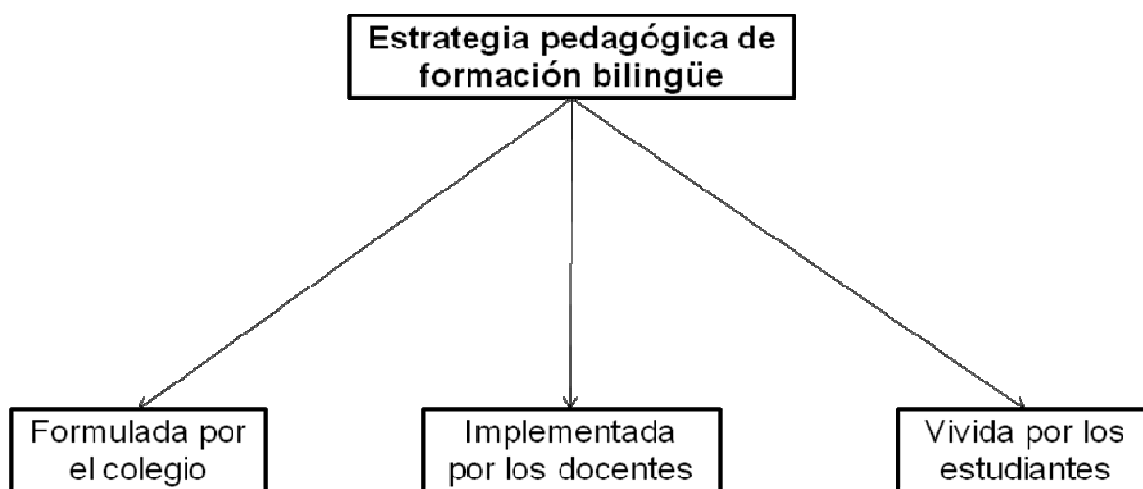 Estrategia pedagógica de
formación bilingüe
Formulada por
el colegio
Implementada
por los docentes
Vivida por los
estudiantes